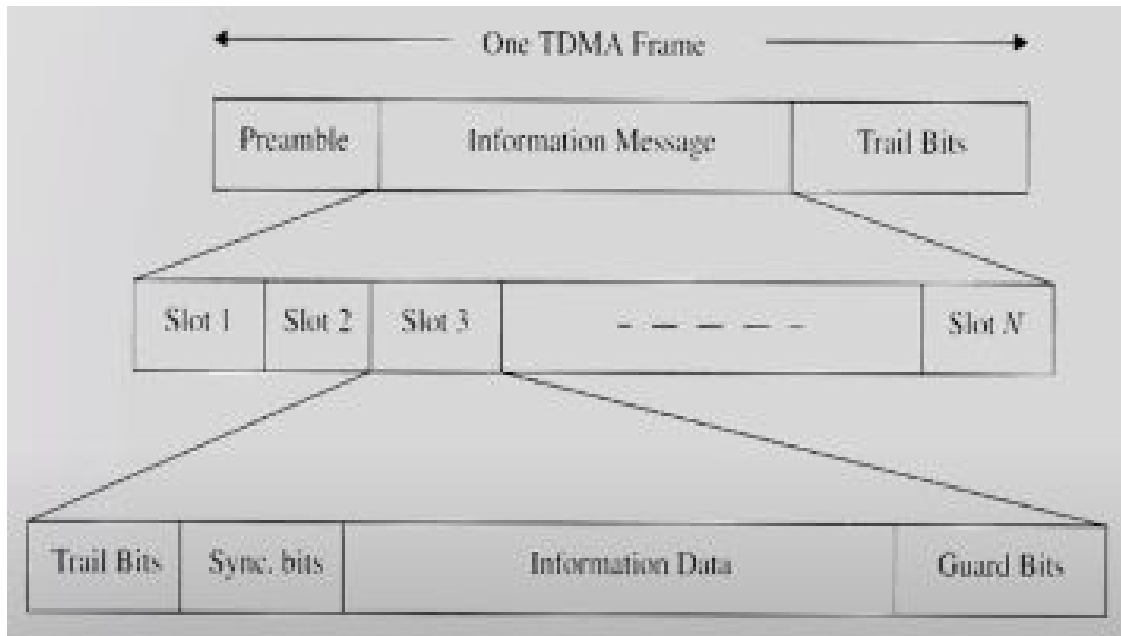 One TDMA Frame
Preamble Information Message Trail Bits
Slot 1 Slot 2 Slot 3 Slot N
Trail Bits Sync. bits Information Data Guard Bits